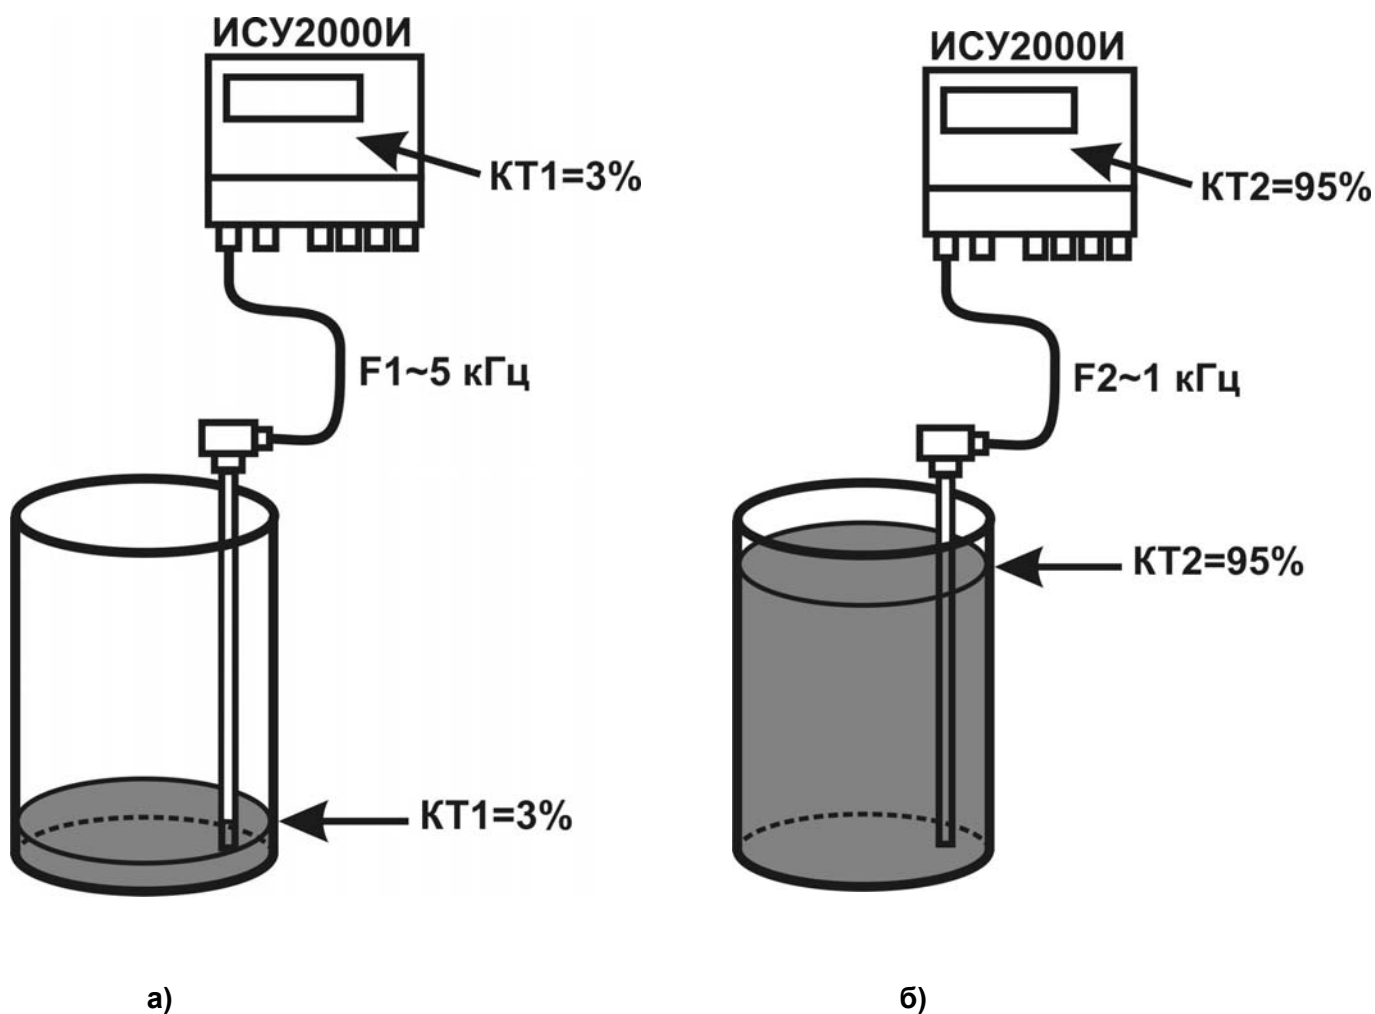 ИСУ2000И
КТ1=3%
F1~5 кГц
КТ1=3%
а)
ИСУ2000И
КТ2=95%
F2~1 кГц
КТ2=95%
б)